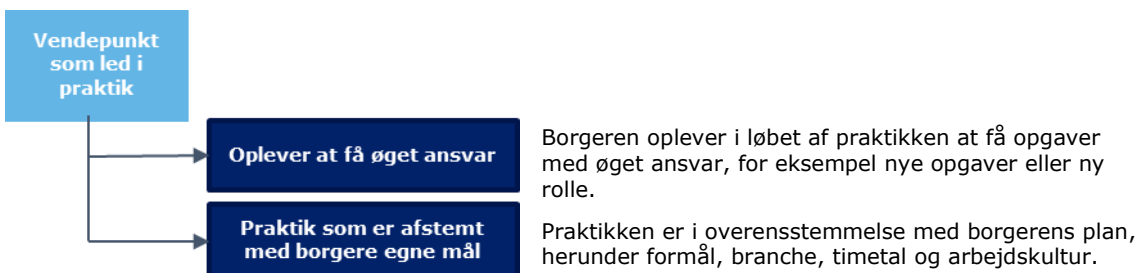 Vendepunkt
som led i
praktik
Oplever at få øget ansvar
Borgeren oplever i løbet af praktikken at få opgaver
med øget ansvar, for eksempel nye opgaver eller ny
rolle.
Praktik som er afstemt
med borgere egne mål
Praktikken er i overensstemmelse med borgerens plan,
herunder formål, branche, timetal og arbejdskultur.